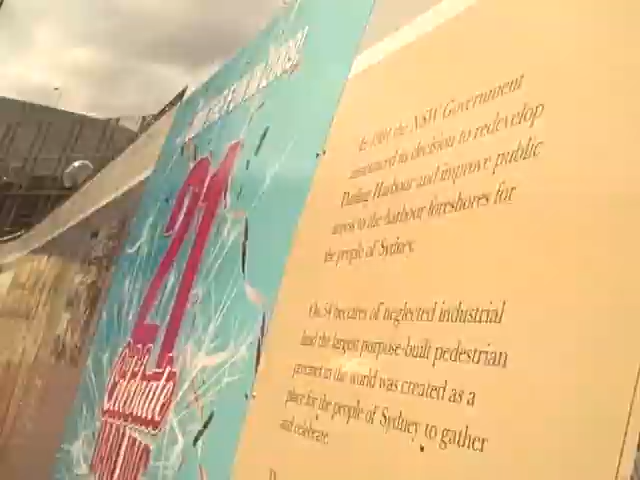 21
Celebrate
In 1984 the NSW Government
announced its decision to redevelop
Darling Harbour and improve public
access to the harbour foreshores for
the people of Sydney.
On 54 hectares of neglected industrial
land the largest purpose-built pedestrian
precinct in the world was created as a
place for the people of Sydney to gather
and celebrate.